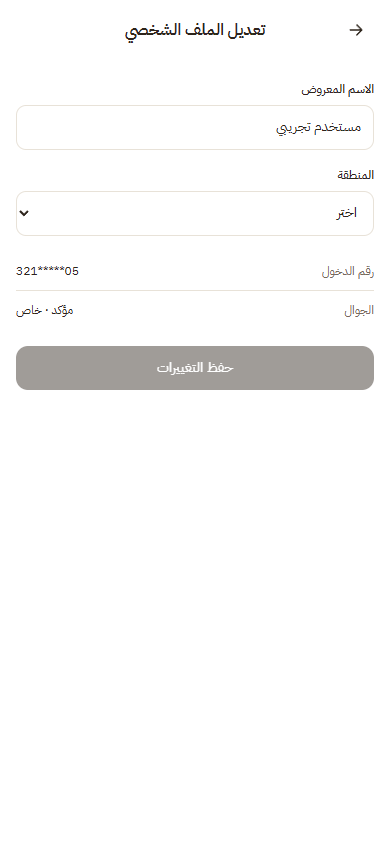 تعديل الملف الشخصي
الاسم المعروض
مستخدم تجريبي
المنطقة
اختر
رقم الدخول 321*****05
الجوال مؤكد · خاص
حفظ التغييرات